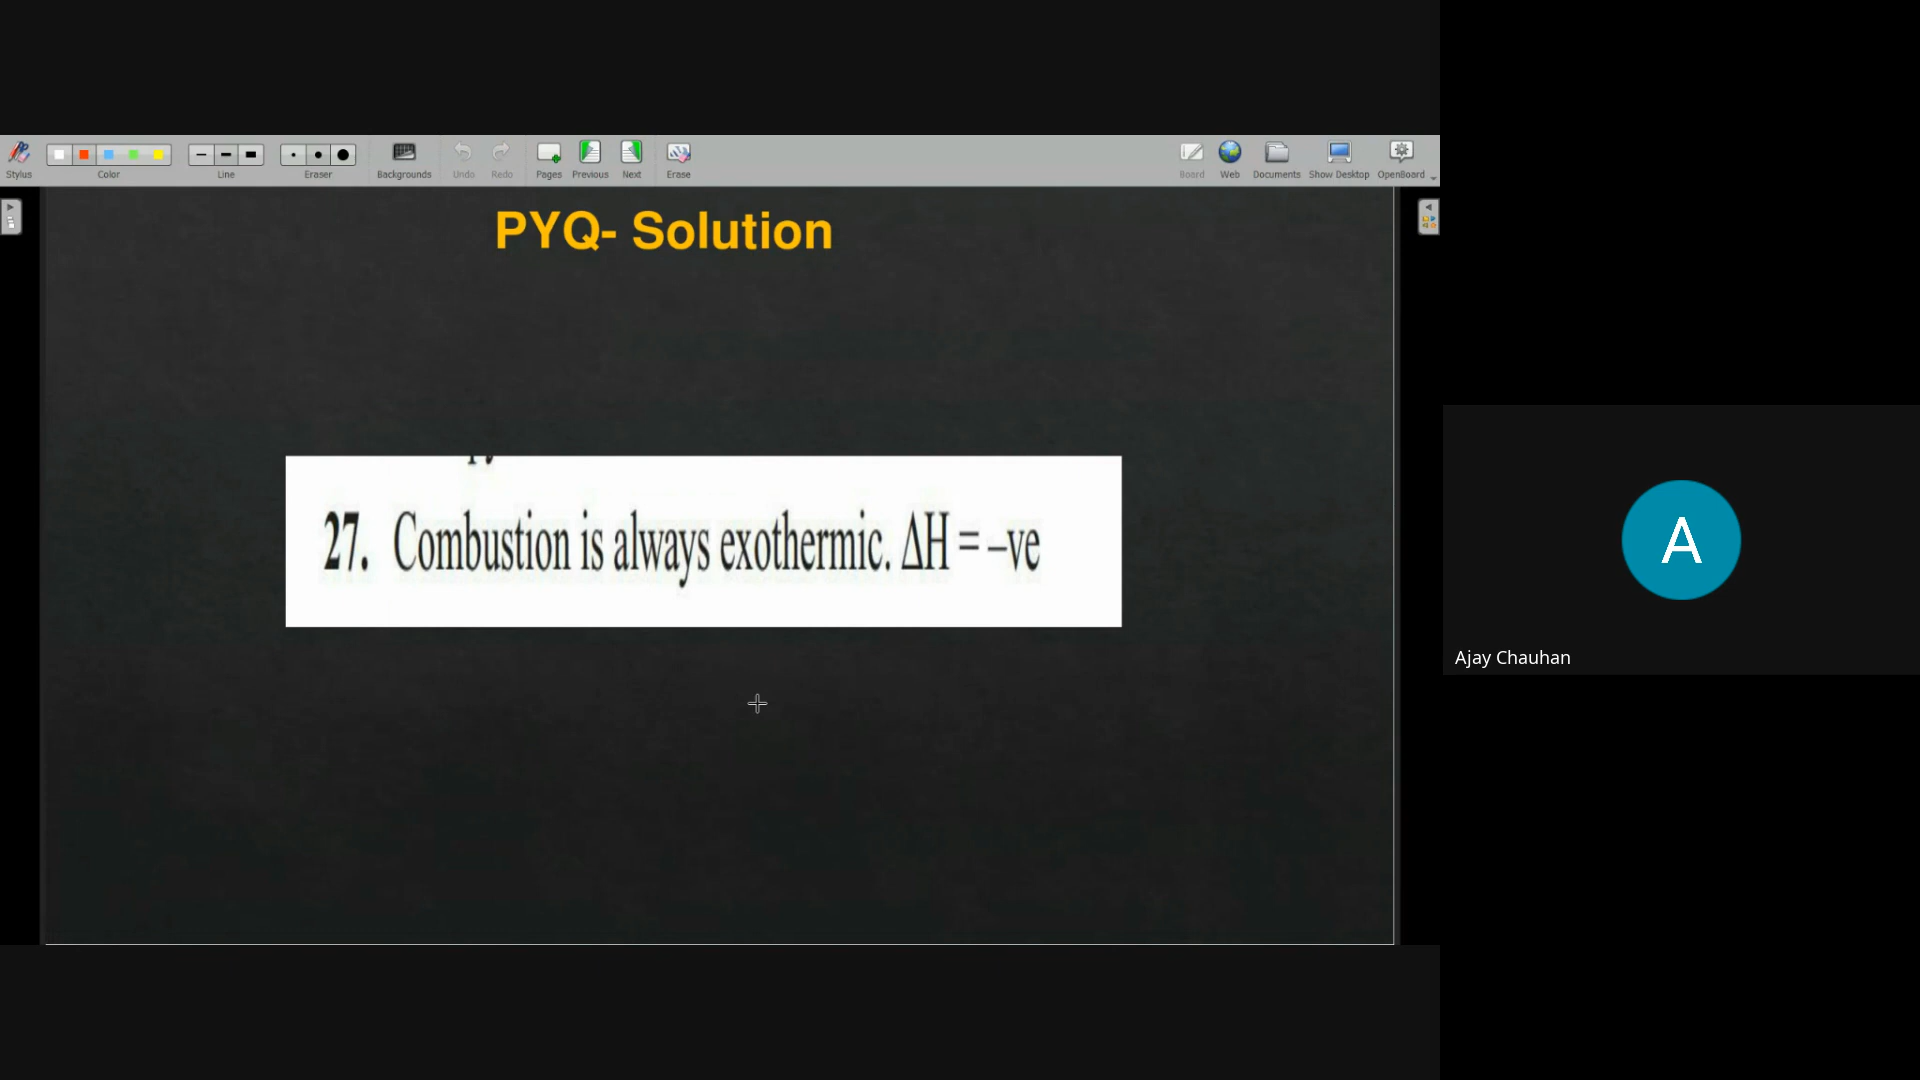 Stylus
Color
Line
Eraser
Backgrounds
Undo
Redo
Pages
Previous
Next
Erase
Board
Web
Documents
Show Desktop
OpenBoard
PYQ- Solution
27. Combustion is always exothermic. ΔH = –ve
A
Ajay Chauhan